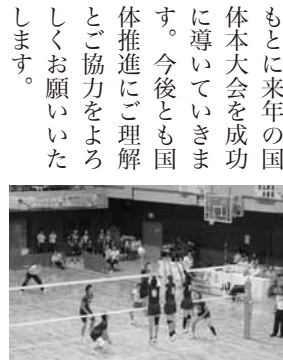 もとに来年の国
体本大会を成功
に導いていきま
す。今後とも国
体推進にご理解
とご協力をよろ
しくお願いいた
します。